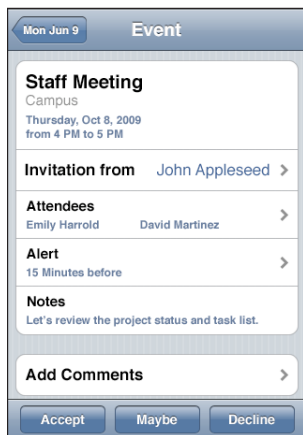 Mon Jun 9 Event
Staff Meeting
Campus
Thursday, Oct 8, 2009
from 4 PM to 5 PM
Invitation from John Appleseed
Attendees
Emily Harrold David Martinez
Alert
15 Minutes before
Notes
Let's review the project status and task list.
Add Comments
Accept Maybe Decline